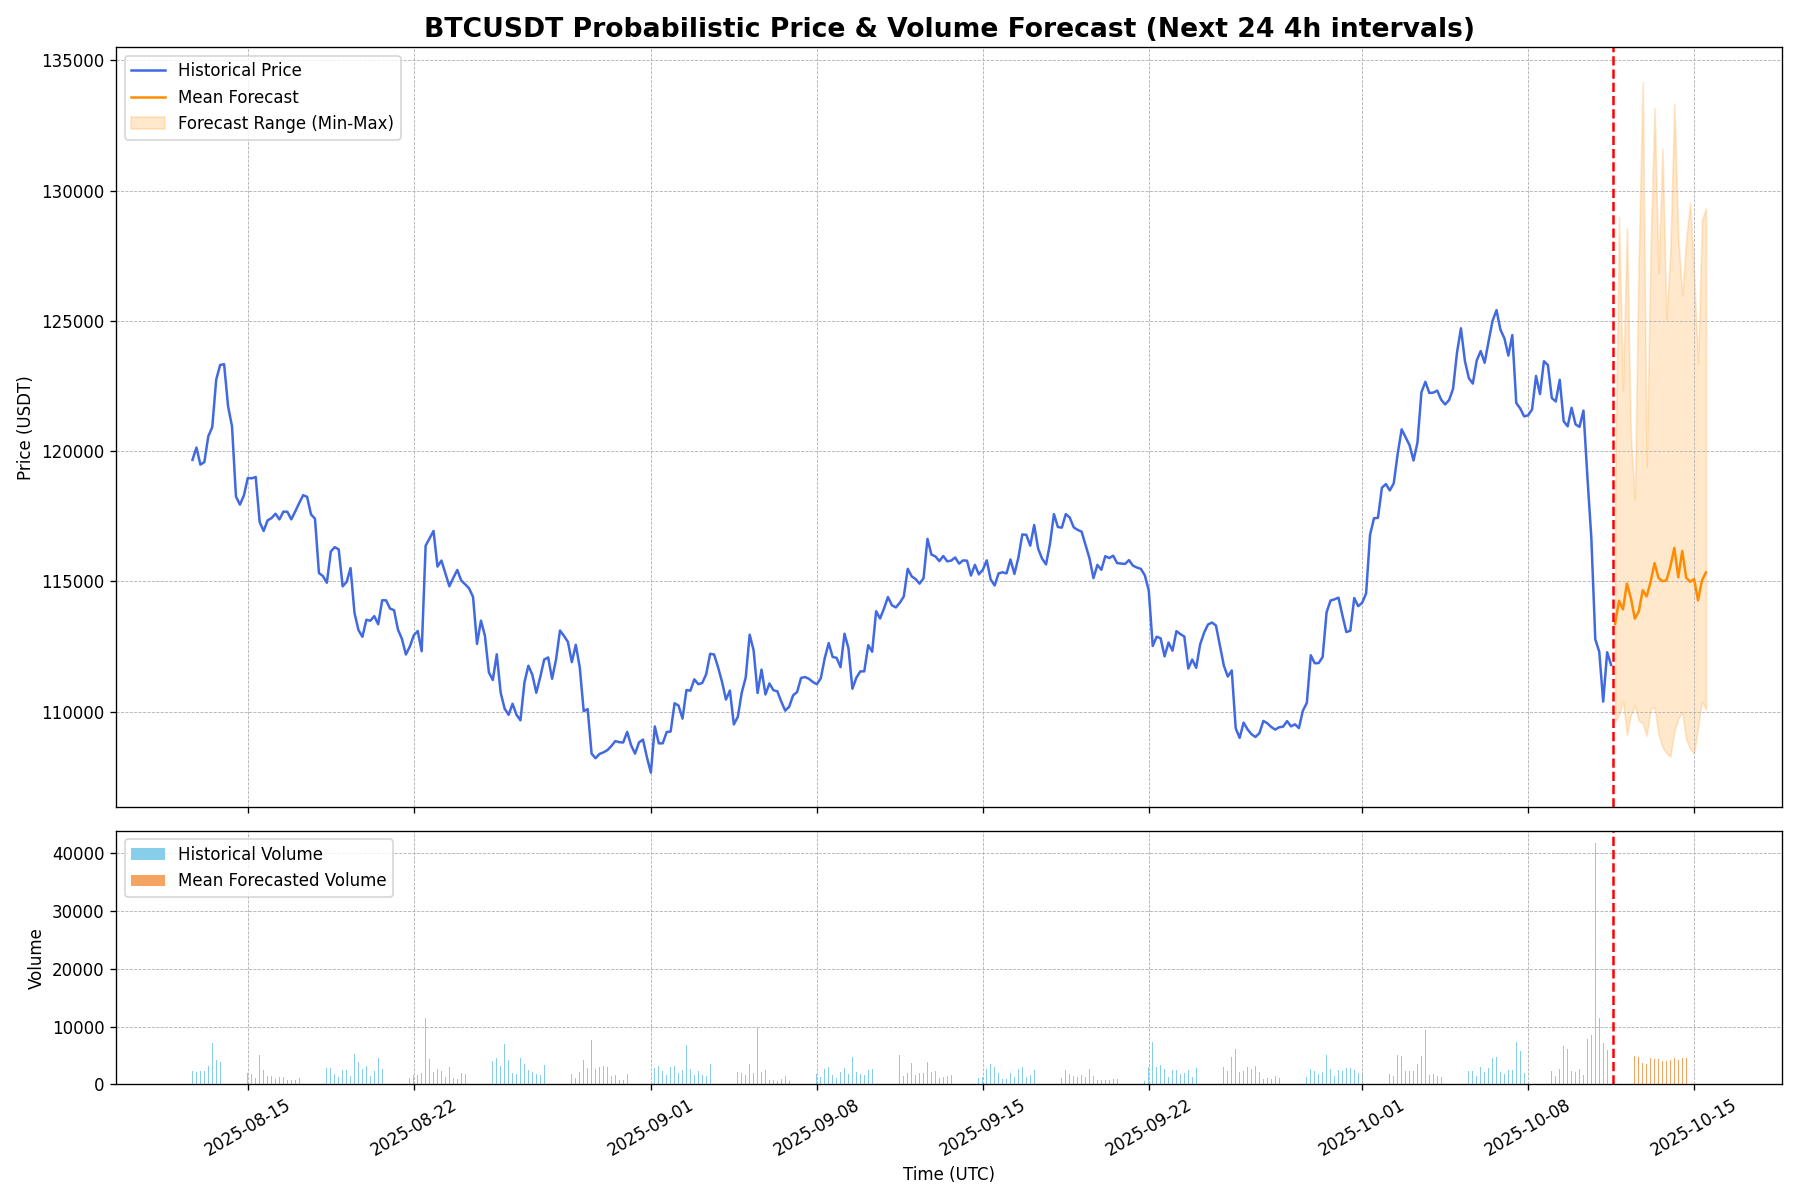 BTCUSDT Probabilistic Price & Volume Forecast (Next 24 4h intervals)
Historical Price
Mean Forecast
Forecast Range (Min-Max)
135000
130000
125000
120000
115000
110000
Price (USDT)
Historical Volume
Mean Forecasted Volume
40000
30000
20000
10000
0
Volume
2025-08-15
2025-08-22
2025-09-01
2025-09-08
2025-09-15
2025-09-22
2025-10-01
2025-10-08
2025-10-15
Time (UTC)